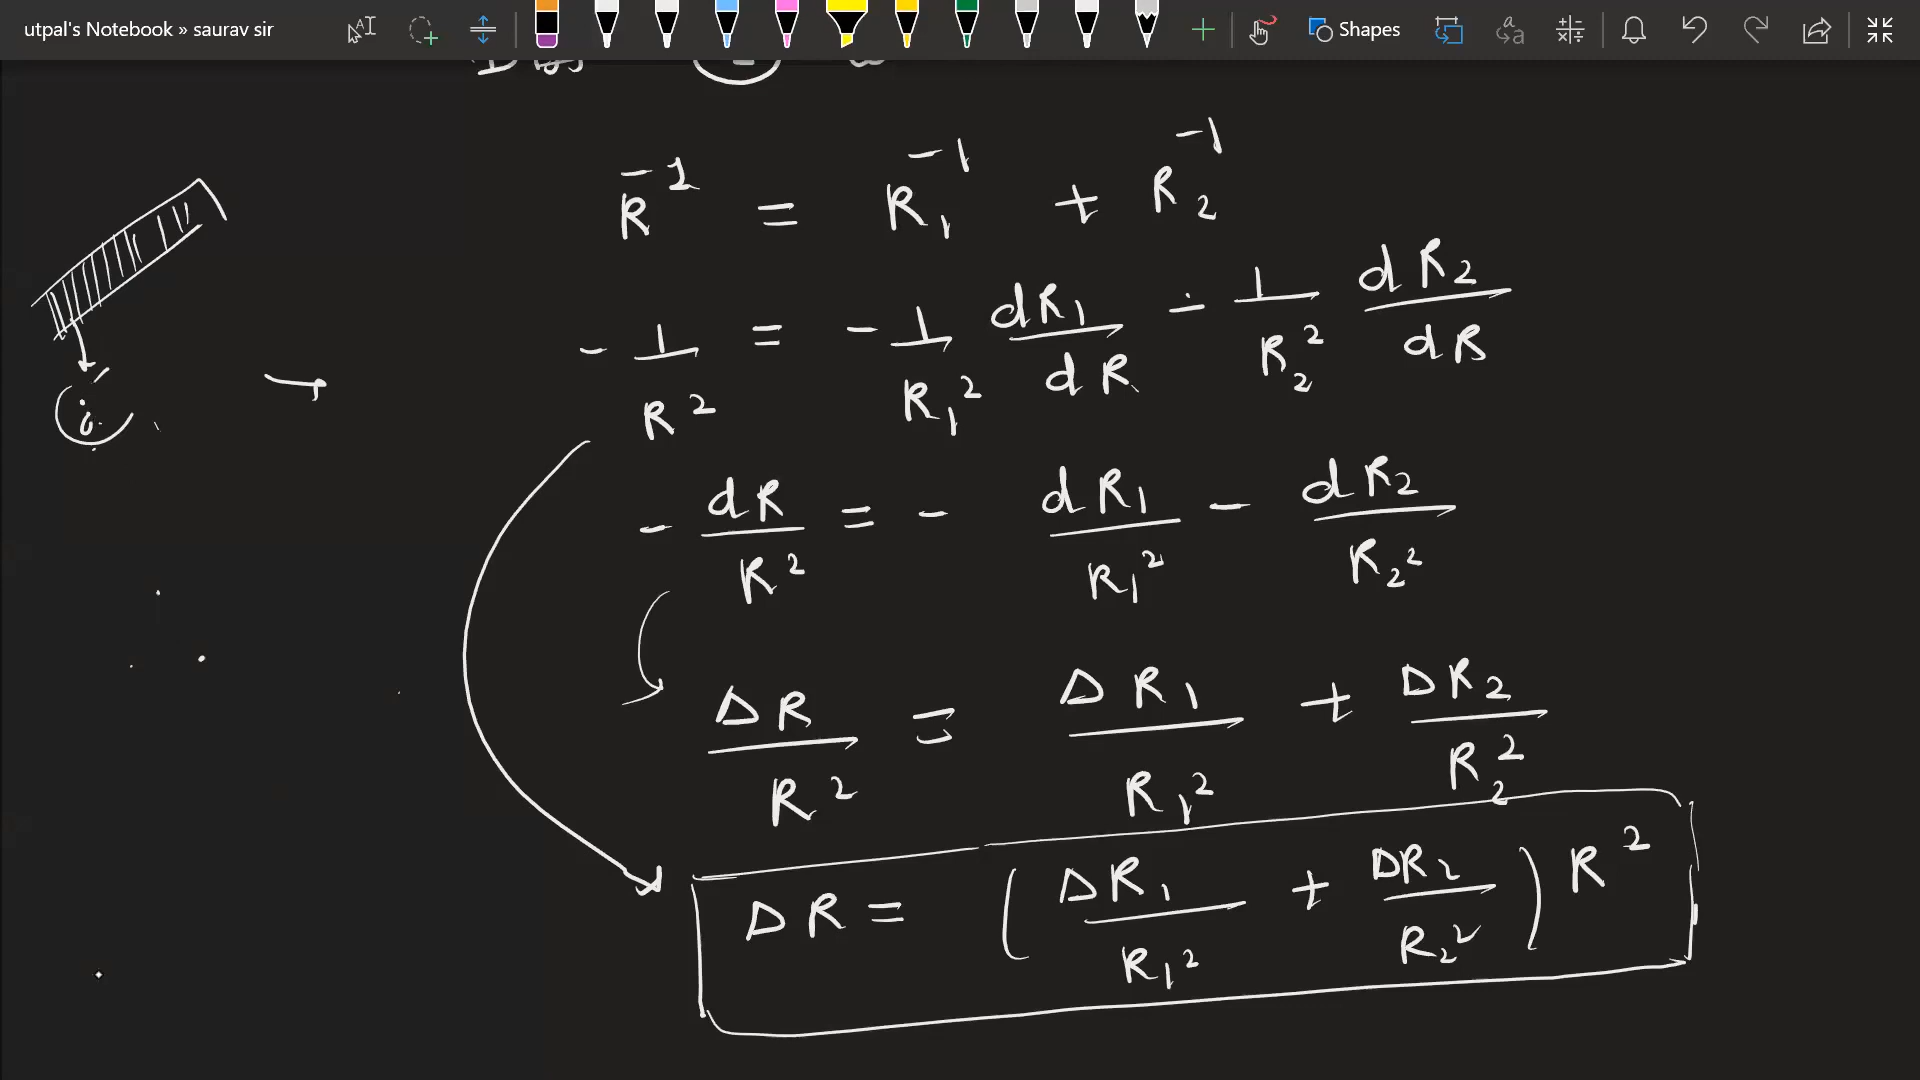 utpal's Notebook » saurav sir
Shapes
R⁻¹ = R₁⁻¹ + R₂⁻¹
- 1/R² = - 1/R₁² dR₁/dR - 1/R₂² dR₂/dR
- dR/R² = - dR₁/R₁² - dR₂/R₂²
ΔR/R² = ΔR₁/R₁² + ΔR₂/R₂²
ΔR = (ΔR₁/R₁² + ΔR₂/R₂²) R²